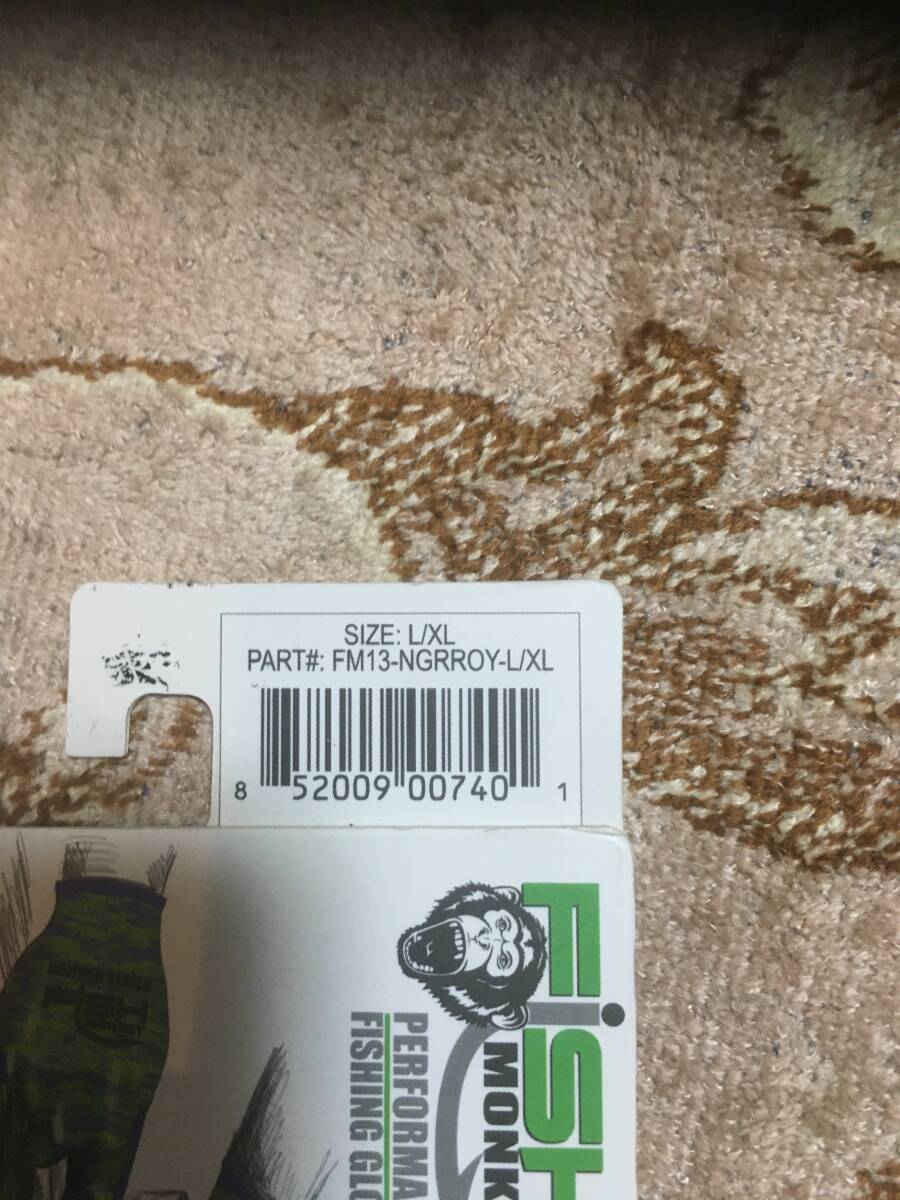 SIZE: L/XL
PART#: FM13-NGRROY-L/XL
8 52009 00740 1
FiSH
MONK
PERFORMA
FISHING GLO